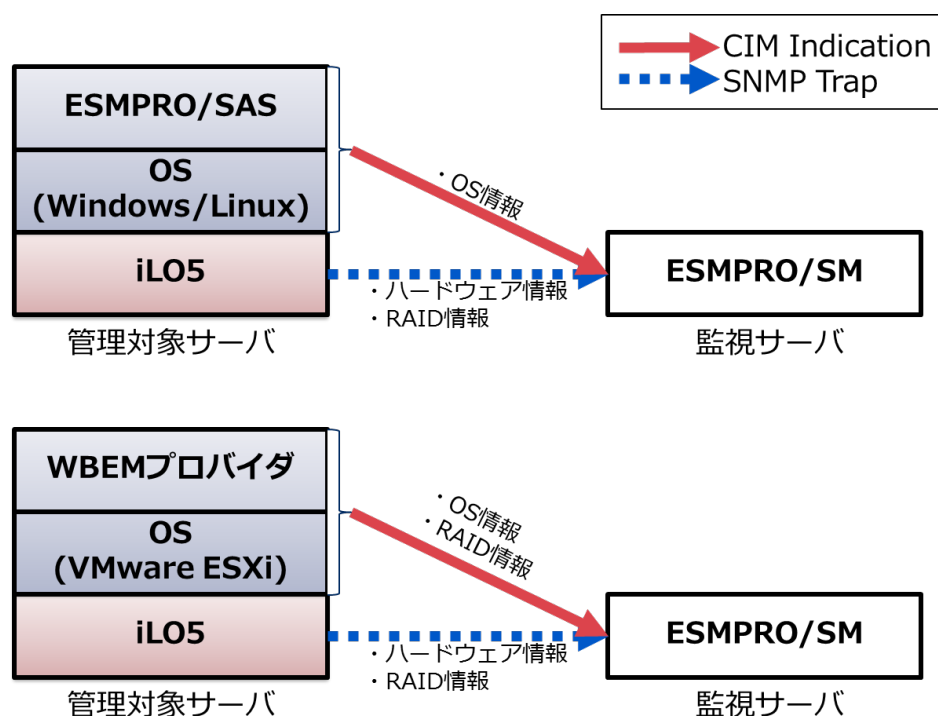 CIM Indication
SNMP Trap
ESMPRO/SAS
OS
(Windows/Linux)
iLO5
管理対象サーバ
・OS情報
・ハードウェア情報
・RAID情報
ESMPRO/SM
監視サーバ
WBEMプロバイダ
OS
(VMware ESXi)
iLO5
管理対象サーバ
・OS情報
・RAID情報
・ハードウェア情報
・RAID情報
ESMPRO/SM
監視サーバ